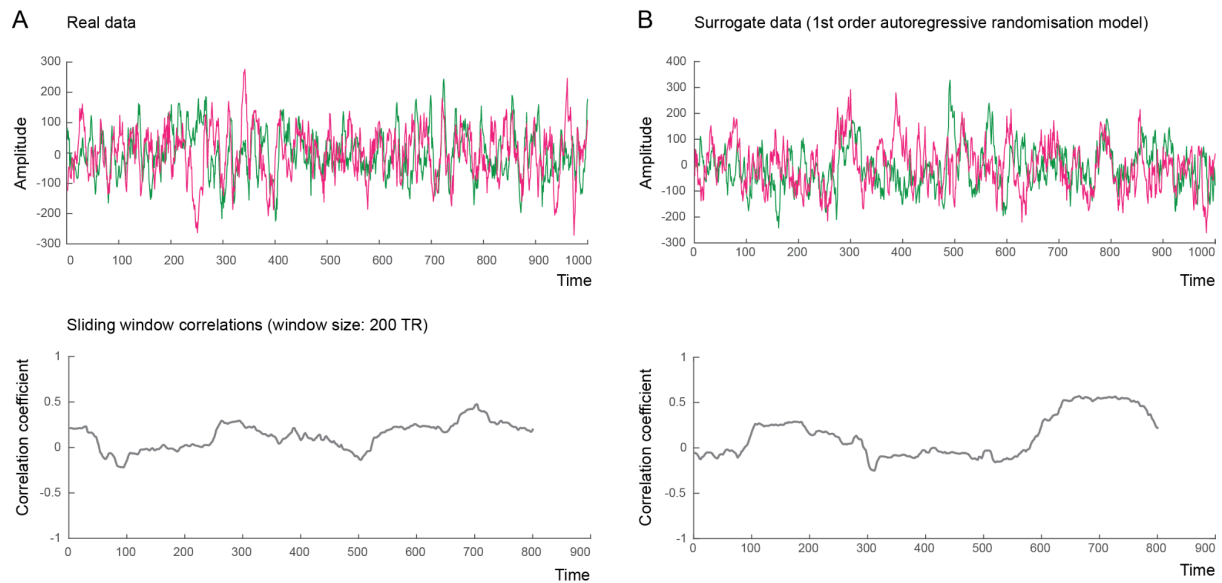 A
Real data
300
200
100
0
-100
-200
-300
Amplitude
0 100 200 300 400 500 600 700 800 900 1000
Time
Sliding window correlations (window size: 200 TR)
1
0.5
0
-0.5
-1
Correlation coefficient
0 100 200 300 400 500 600 700 800 900
Time
B
Surrogate data (1st order autoregressive randomisation model)
400
300
200
100
0
-100
-200
-300
Amplitude
0 100 200 300 400 500 600 700 800 900 1000
Time
1
0.5
0
-0.5
-1
Correlation coefficient
0 100 200 300 400 500 600 700 800 900
Time